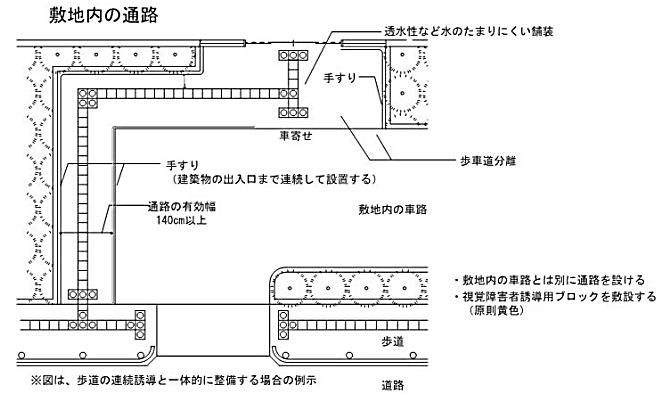 敷地内の通路
透水性など水のたまりにくい舗装
手すり
車寄せ
歩車道分離
手すり
(建築物の出入口まで連続して設置する)
通路の有効幅
140cm以上
敷地内の車路
・敷地内の車路とは別に通路を設ける
・視覚障害者誘導用ブロックを敷設する
(原則黄色)
歩道
※図は、歩道の連続誘導と一体的に整備する場合の例示
道路